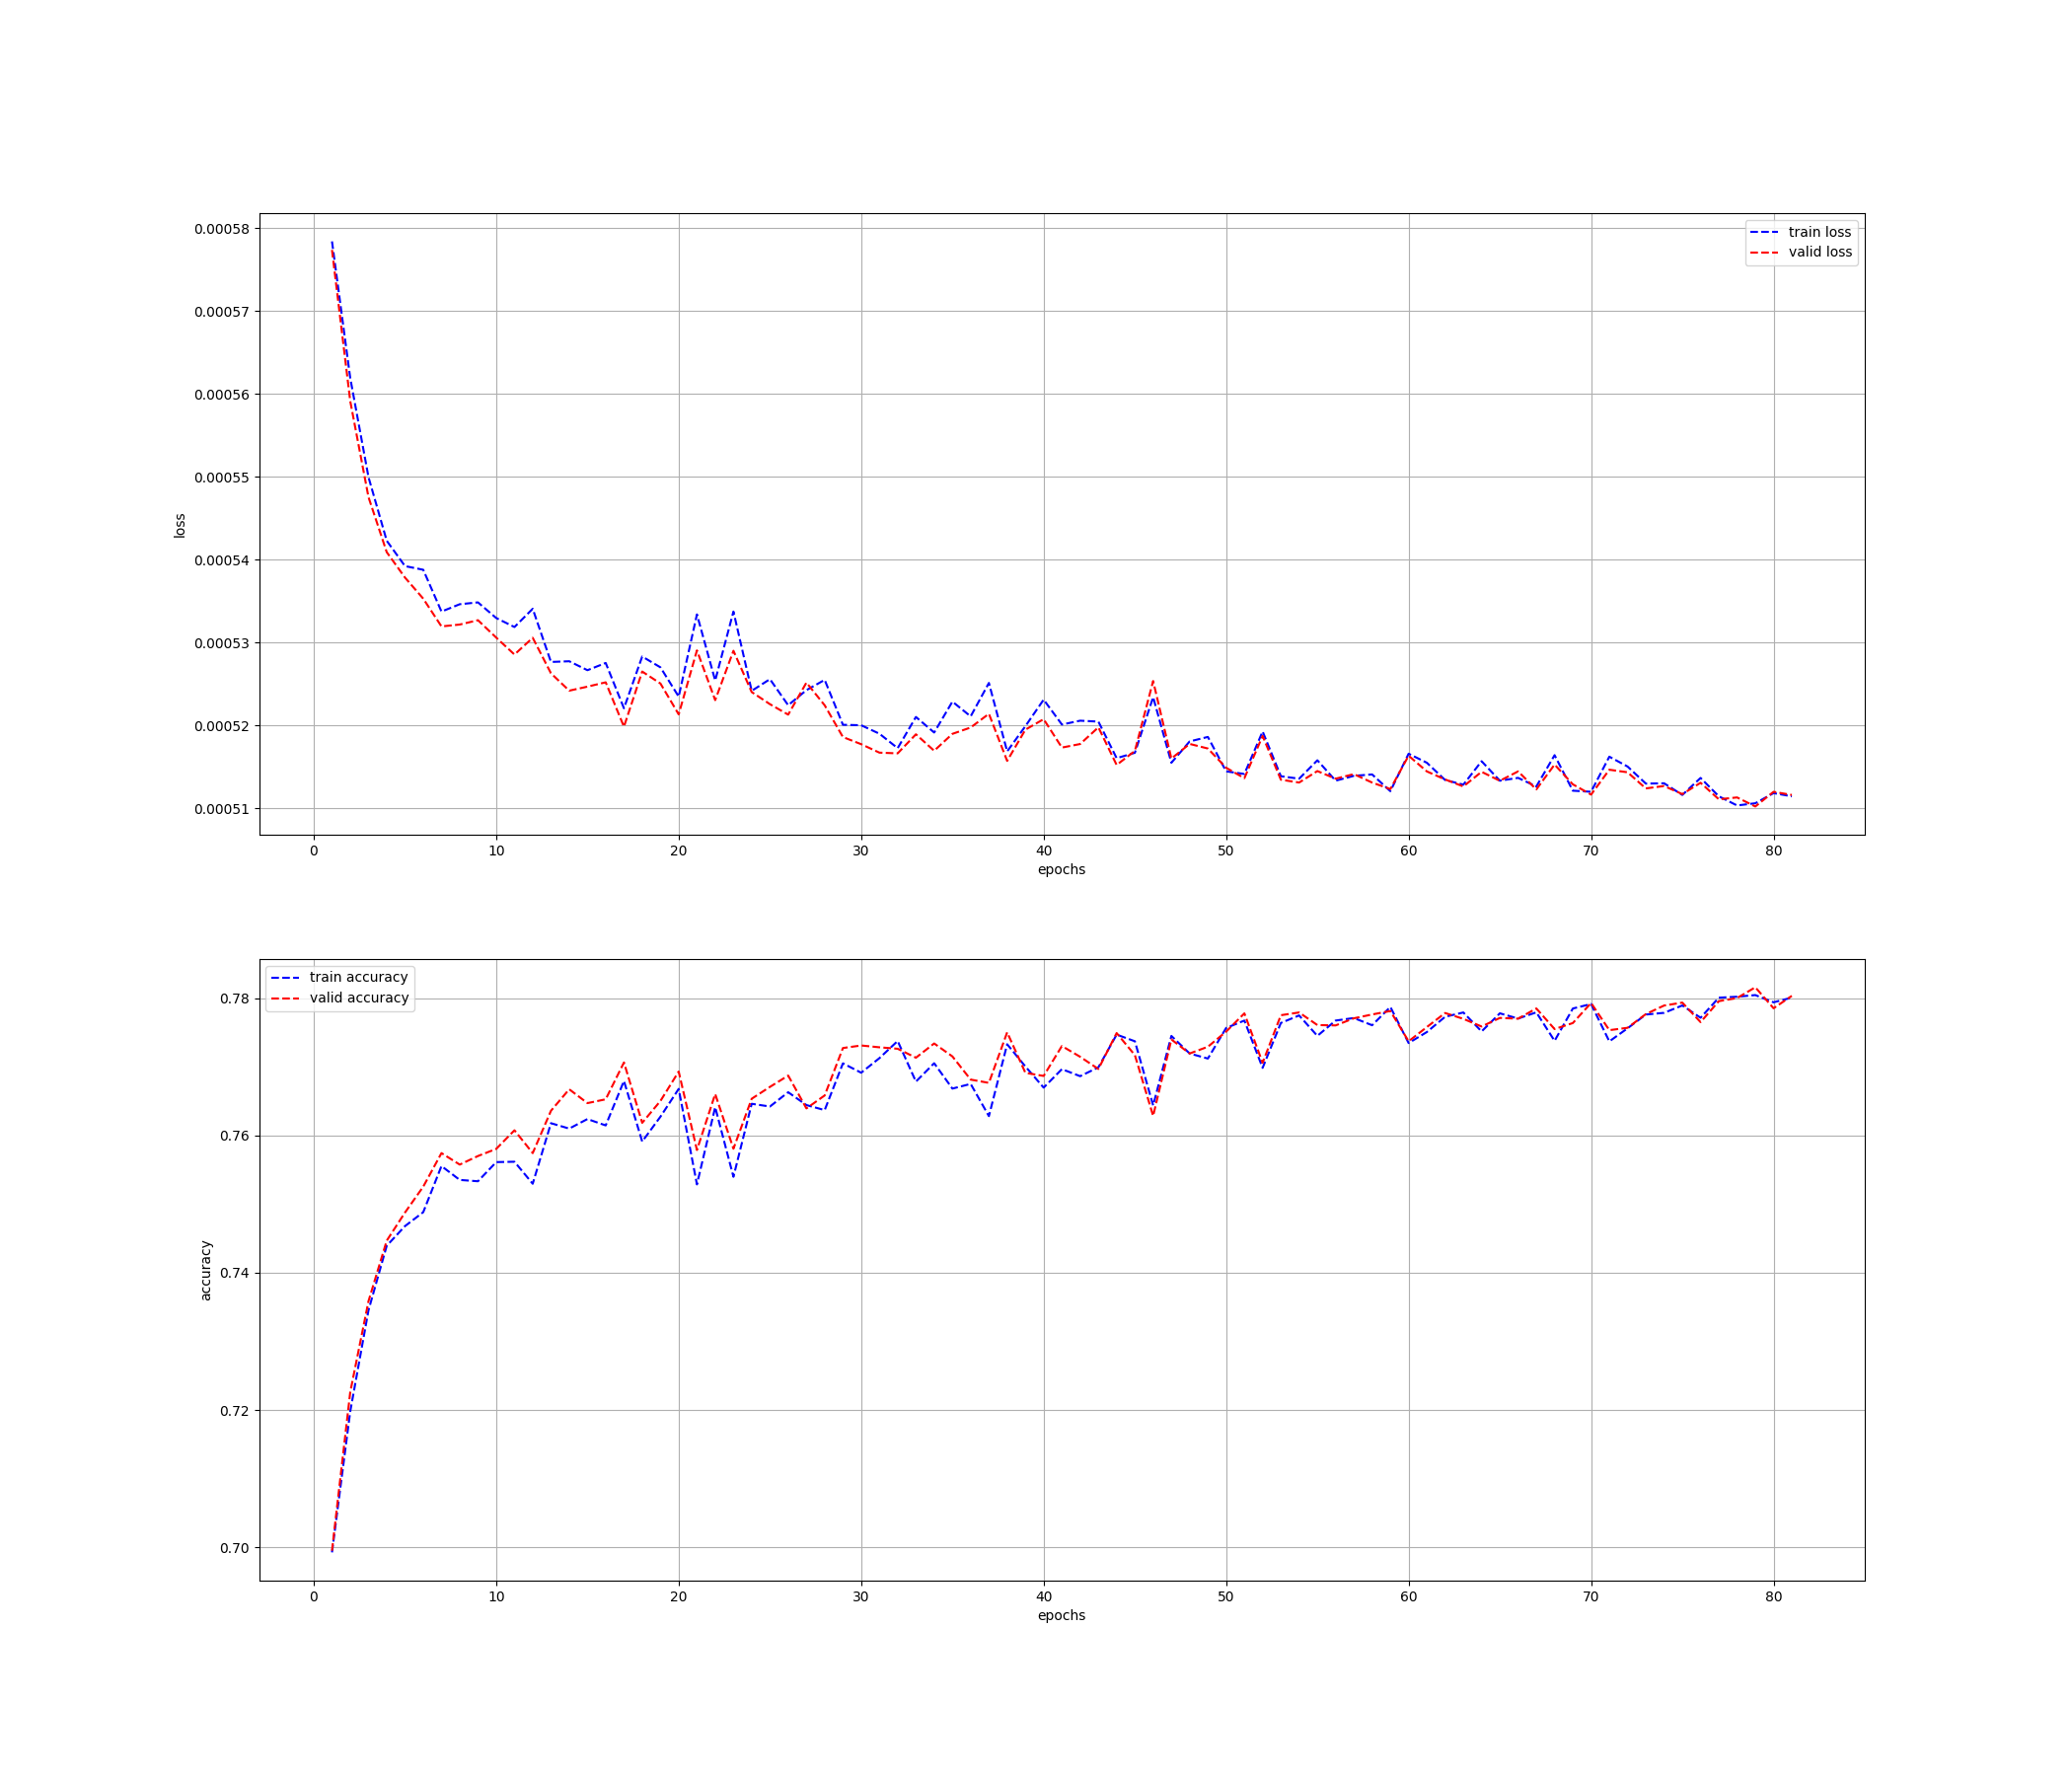 0.00058
0.00057
0.00056
0.00055
0.00054
0.00053
0.00052
0.00051
loss
train loss
valid loss
0 10 20 30 40 50 60 70 80
epochs
train accuracy
valid accuracy
0.78
0.76
0.74
0.72
0.70
accuracy
0 10 20 30 40 50 60 70 80
epochs